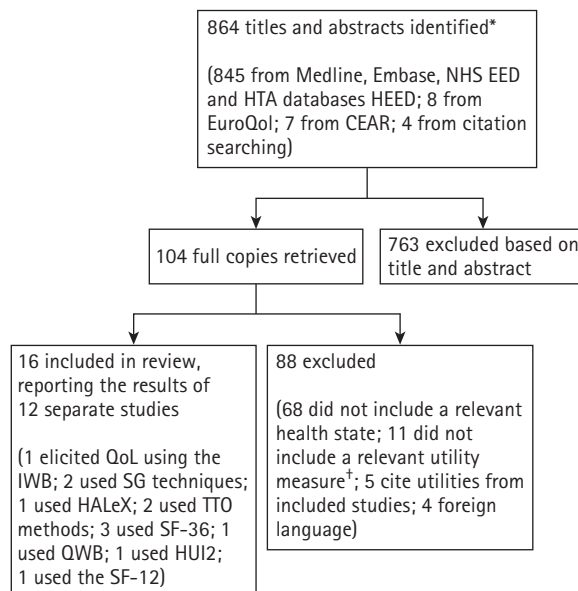 864 titles and abstracts identified*
(845 from Medline, Embase, NHS EED
and HTA databases HEED; 8 from
EuroQol; 7 from CEAR; 4 from citation
searching)
104 full copies retrieved
763 excluded based on
title and abstract
16 included in review,
reporting the results of
12 separate studies
(1 elicited QoL using the
IWB; 2 used SG techniques;
1 used HALeX; 2 used TTO
methods; 3 used SF-36; 1
used QWB; 1 used HUI2;
1 used the SF-12)
88 excluded
(68 did not include a relevant
health state; 11 did not
include a relevant utility
measure†; 5 cite utilities from
included studies; 4 foreign
language)